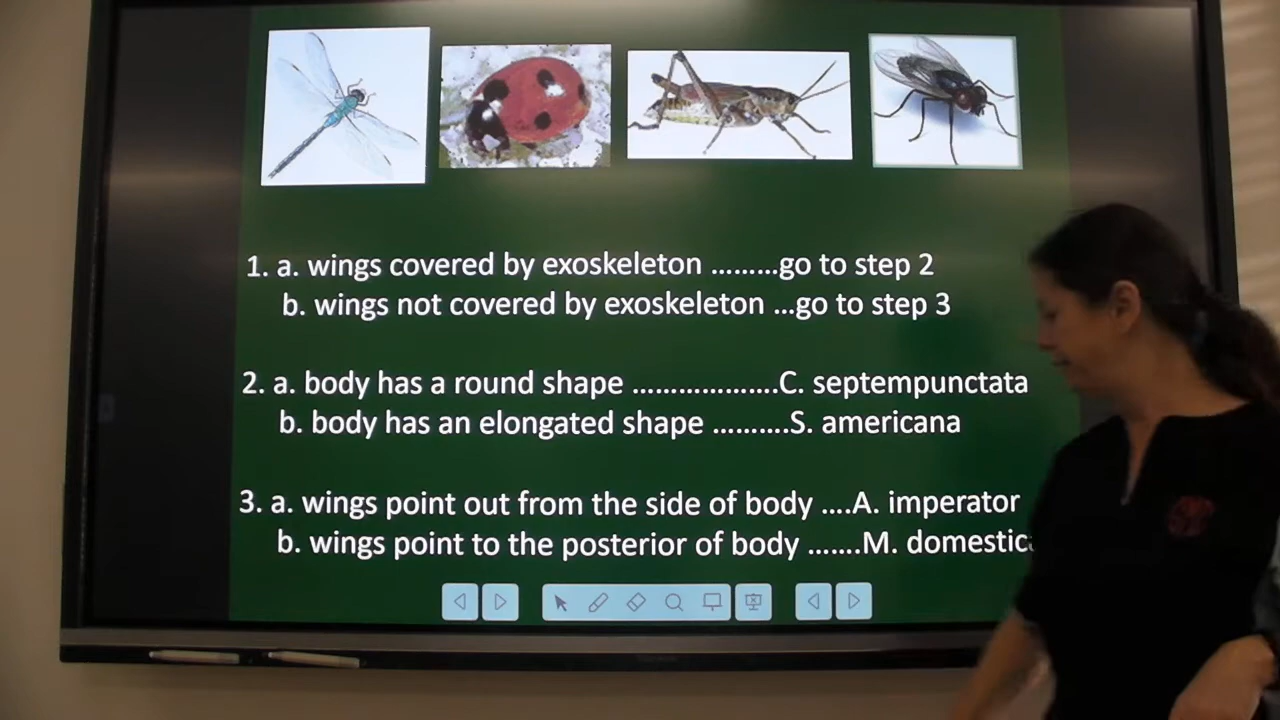 1. a. wings covered by exoskeleton .........go to step 2
b. wings not covered by exoskeleton ...go to step 3
2. a. body has a round shape ...................C. septempunctata
b. body has an elongated shape ..........S. americana
3. a. wings point out from the side of body ....A. imperator
b. wings point to the posterior of body .......M. domestica